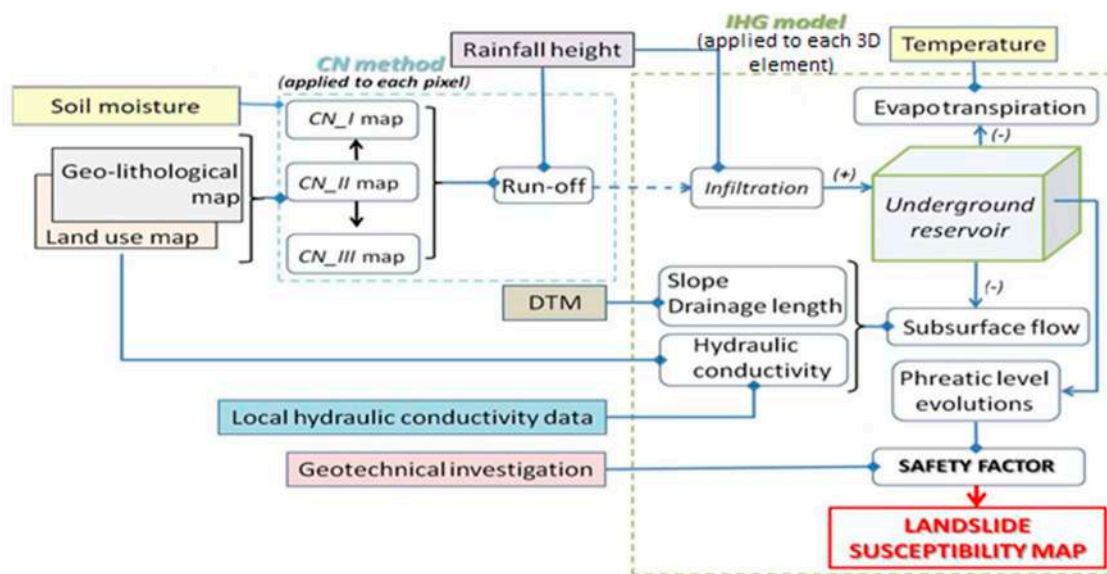 IHG model
(applied to each 3D
element)
Rainfall height
Temperature
CN method
(applied to each pixel)
Soil moisture
CN_I map
Evapo transpiration
(-)
Geo-lithological
map
Land use map
CN_II map
Run-off
Infiltration
(+)
Underground
reservoir
CN_III map
(-)
DTM
Slope
Drainage length
Subsurface flow
Hydraulic
conductivity
Phreatic level
evolutions
Local hydraulic conductivity data
Geotechnical investigation
SAFETY FACTOR
LANDSLIDE
SUSCEPTIBILITY MAP